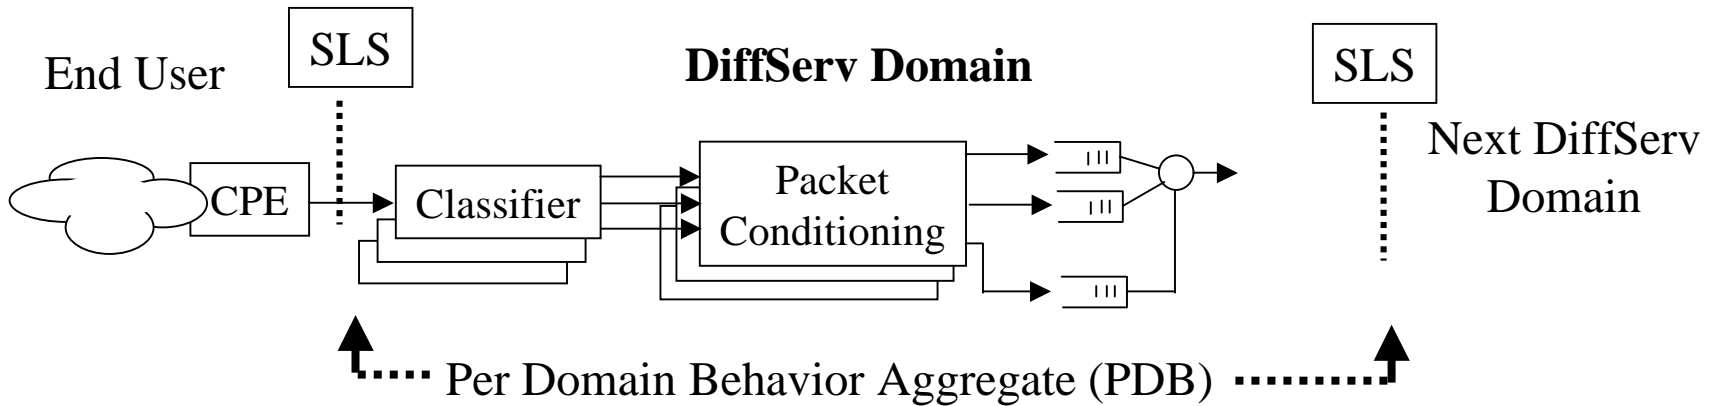 End User
SLS
DiffServ Domain
SLS
Next DiffServ
Domain
CPE
Classifier
Packet
Conditioning
Per Domain Behavior Aggregate (PDB)